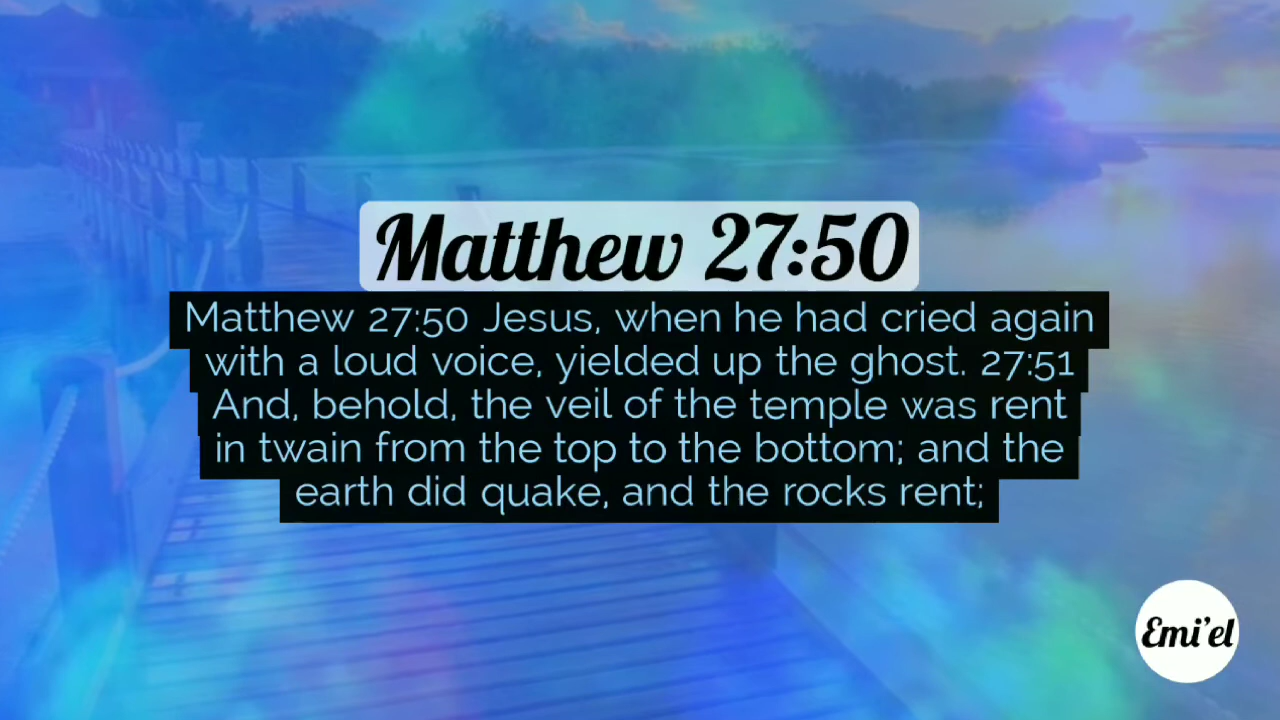 Matthew 27:50
Matthew 27:50 Jesus, when he had cried again
with a loud voice, yielded up the ghost. 27:51
And, behold, the veil of the temple was rent
in twain from the top to the bottom; and the
earth did quake, and the rocks rent;
Emi'el